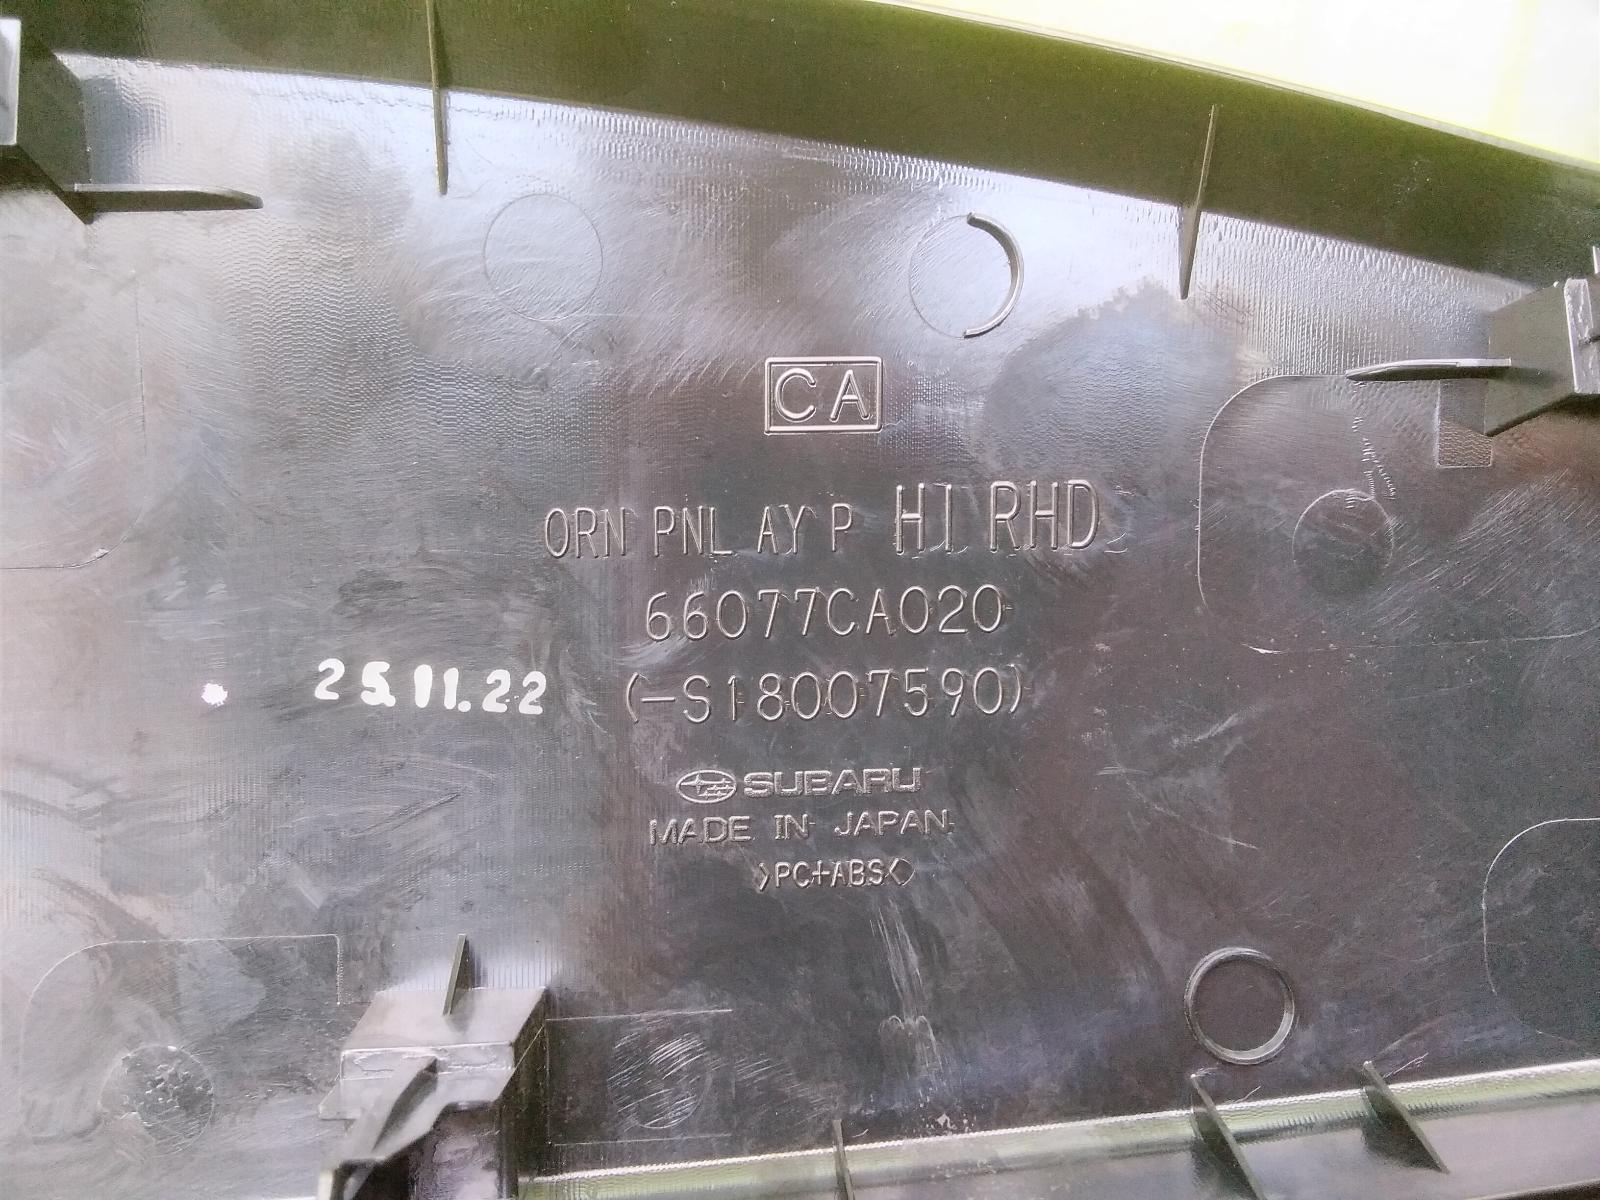 CA
ORN PNL AY P HI RHD
66077CA020
25.11.22 (-S18007590)
SUBARU
MADE IN JAPAN
>PC+ABS<